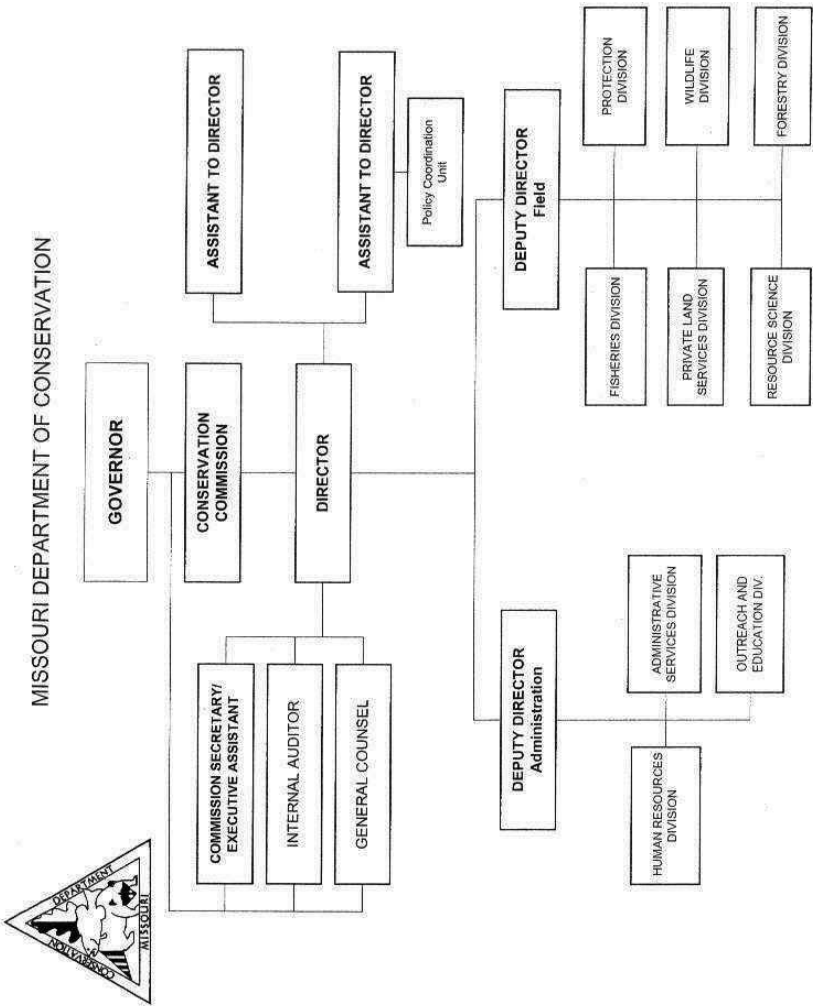 MISSOURI DEPARTMENT OF CONSERVATION
CONSERVATION
DEPARTMENT
MISSOURI
GOVERNOR
CONSERVATION
COMMISSION
DIRECTOR
COMMISSION SECRETARY/
EXECUTIVE ASSISTANT
INTERNAL AUDITOR
GENERAL COUNSEL
ASSISTANT TO DIRECTOR
ASSISTANT TO DIRECTOR
Policy Coordination
Unit
DEPUTY DIRECTOR
Administration
HUMAN RESOURCES
DIVISION
ADMINISTRATIVE
SERVICES DIVISION
OUTREACH AND
EDUCATION DIV.
DEPUTY DIRECTOR
Field
FISHERIES DIVISION
PROTECTION
DIVISION
PRIVATE LAND
SERVICES DIVISION
WILDLIFE
DIVISION
RESOURCE SCIENCE
DIVISION
FORESTRY DIVISION